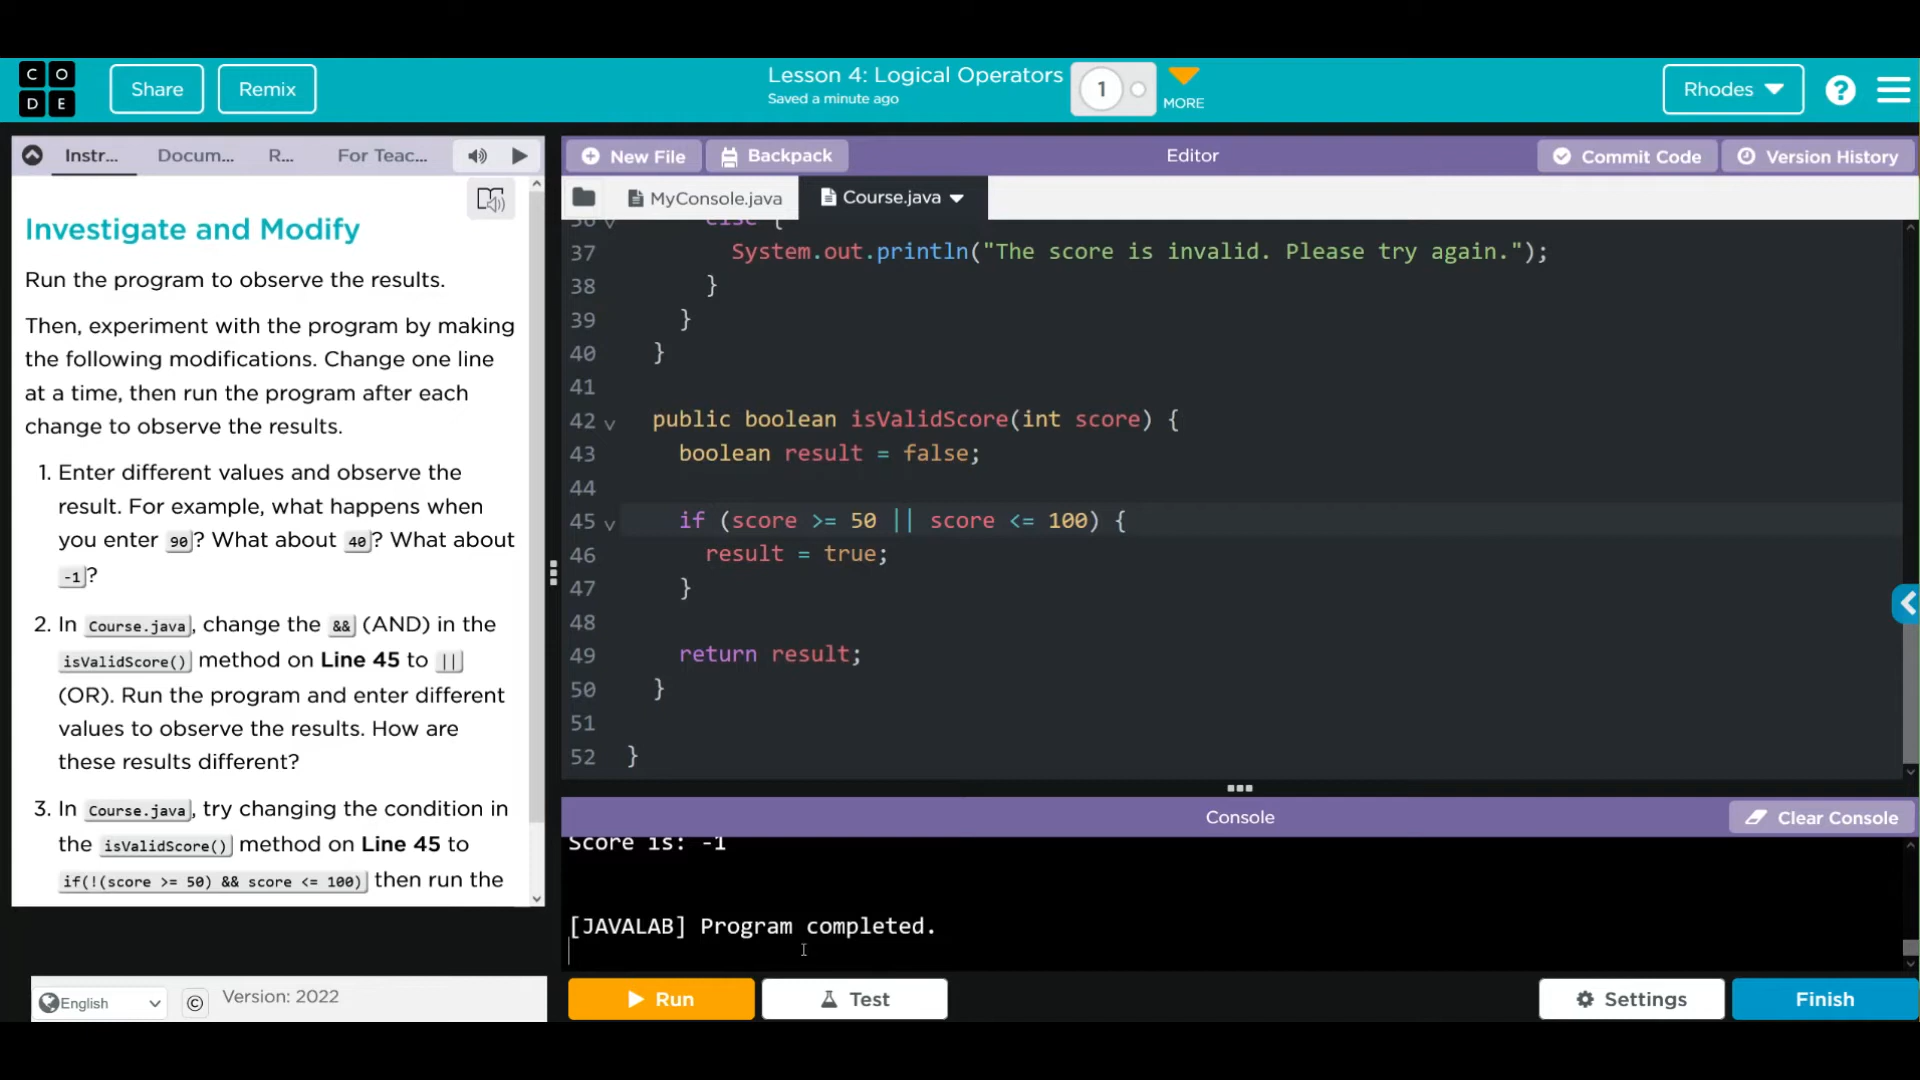 C O
D E
Share
Remix
Lesson 4: Logical Operators
Saved a minute ago
1
MORE
Rhodes
?
Instr...
Docum...
R...
For Teac...
Investigate and Modify
Run the program to observe the results.
Then, experiment with the program by making
the following modifications. Change one line
at a time, then run the program after each
change to observe the results.
1. Enter different values and observe the
result. For example, what happens when
you enter 90? What about 40? What about
-1?
2. In Course.java, change the && (AND) in the
isValidScore() method on Line 45 to ||
(OR). Run the program and enter different
values to observe the results. How are
these results different?
3. In Course.java, try changing the condition in
the isValidScore() method on Line 45 to
if(!(score >= 50) && score <= 100) then run the
English
©
Version: 2022
New File
Backpack
Editor
Commit Code
Version History
MyConsole.java
Course.java
36 else {
37 System.out.println("The score is invalid. Please try again.");
38 }
39 }
40 }
41
42 public boolean isValidScore(int score) {
43 boolean result = false;
44
45 if (score >= 50 || score <= 100) {
46 result = true;
47 }
48
49 return result;
50 }
51
52 }
Console
Clear Console
Score is: -1
[JAVALAB] Program completed.
Run
Test
Settings
Finish